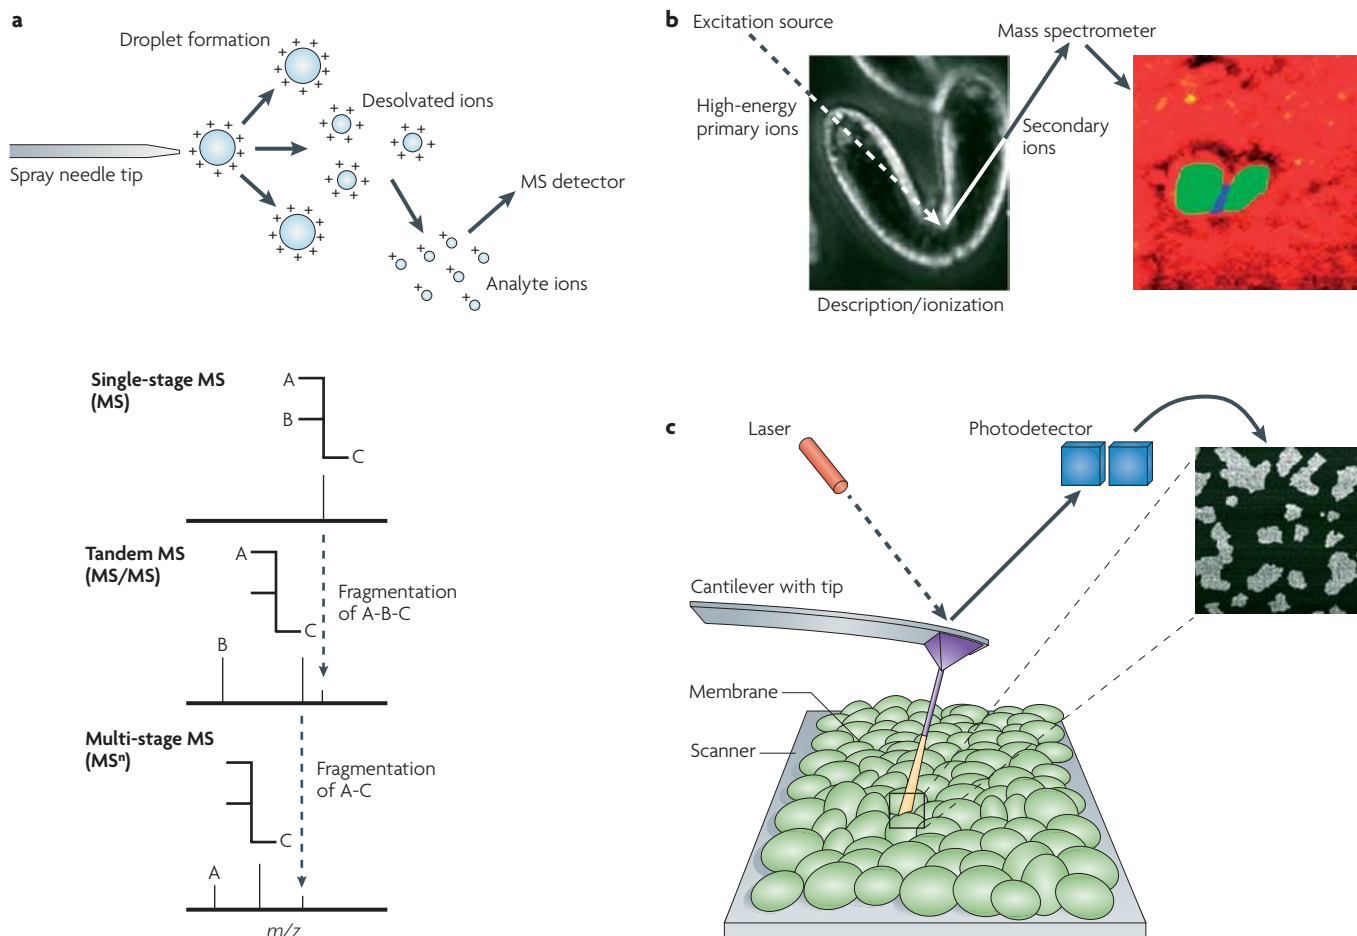 a
Droplet formation
Desolvated ions
Spray needle tip
MS detector
Analyte ions
Single-stage MS
(MS)
A
B
C
Tandem MS
(MS/MS)
A
C
B
Fragmentation
of A-B-C
Multi-stage MS
(MSⁿ)
C
A
Fragmentation
of A-C
m/z
b
Excitation source
Mass spectrometer
High-energy
primary ions
Secondary
ions
Description/ionization
c
Laser
Photodetector
Cantilever with tip
Membrane
Scanner
+ + + + + + + + + +